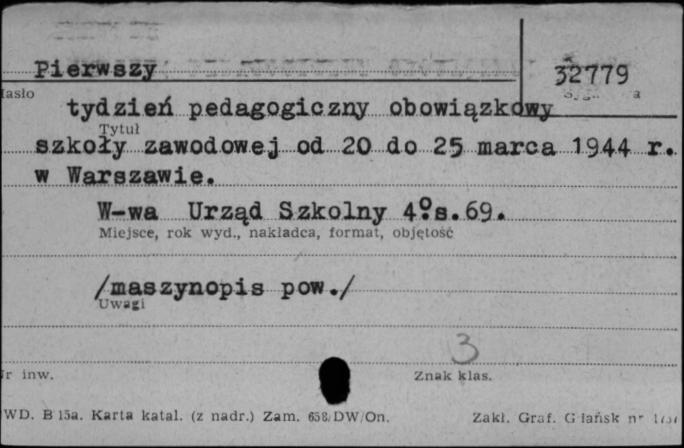 Pierwszy
32779
Hasło
tydzień pedagogiczny obowiązkowy
Tytuł
szkoły zawodowej od 20 do 25 marca 1944 r.
w Warszawie.
W-wa Urząd Szkolny 4º.s.69.
Miejsce, rok wyd., nakładca, format, objętość
/maszynopis pow./
Uwagi
3
Nr inw.
Znak klas.
WD. B 15a. Karta katal. (z nadr.) Zam. 658/DW/On.
Zakł. Graf. Gdańsk nr